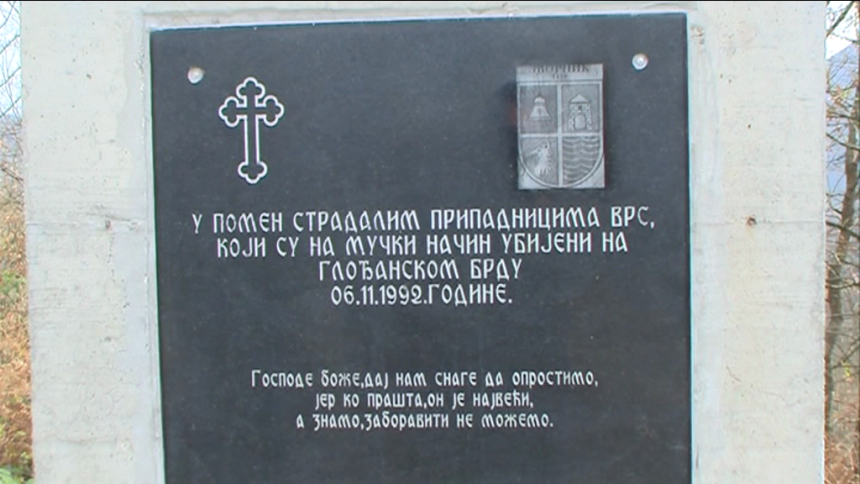 ЗВОРНИК
У ПОМЕН СТРАДАЛИМ ПРИПАДНИЦИМА ВРС,
КОЈИ СУ НА МУЧКИ НАЧИН УБИЈЕНИ НА
ГЛОЂАНСКОМ БРДУ
06.11.1992.ГОДИНЕ.
Господе боже,дај нам снаге да опростимо,
јер ко прашта,он је највећи,
а знамо,заборавити не можемо.